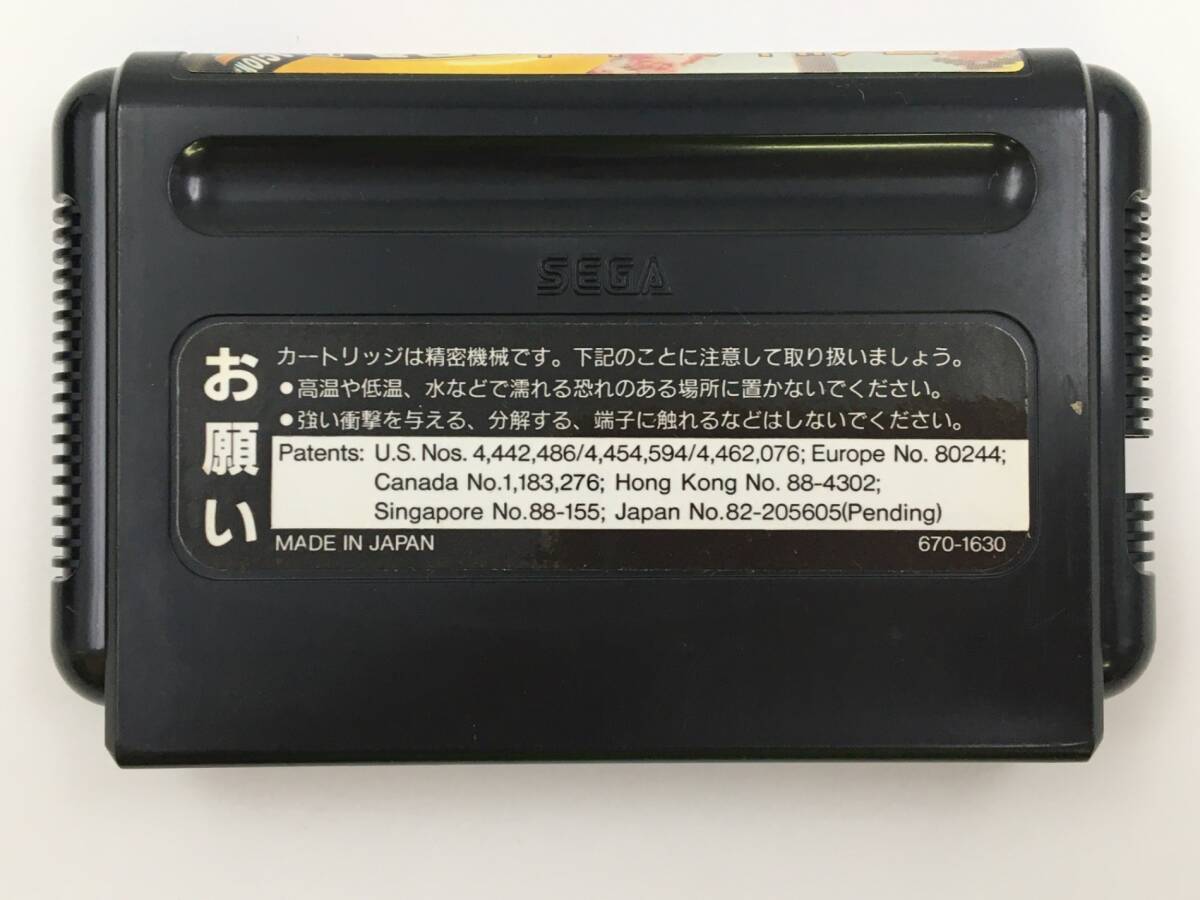 SEGA
お願い
カートリッジは精密機械です。下記のことに注意して取り扱いましょう。
●高温や低温、水などで濡れる恐れのある場所に置かないでください。
●強い衝撃を与える、分解する、端子に触れるなどはしないでください。
Patents: U.S. Nos. 4,442,486/4,454,594/4,462,076; Europe No. 80244;
Canada No.1,183,276; Hong Kong No. 88-4302;
Singapore No.88-155; Japan No.82-205605(Pending)
MADE IN JAPAN 670-1630